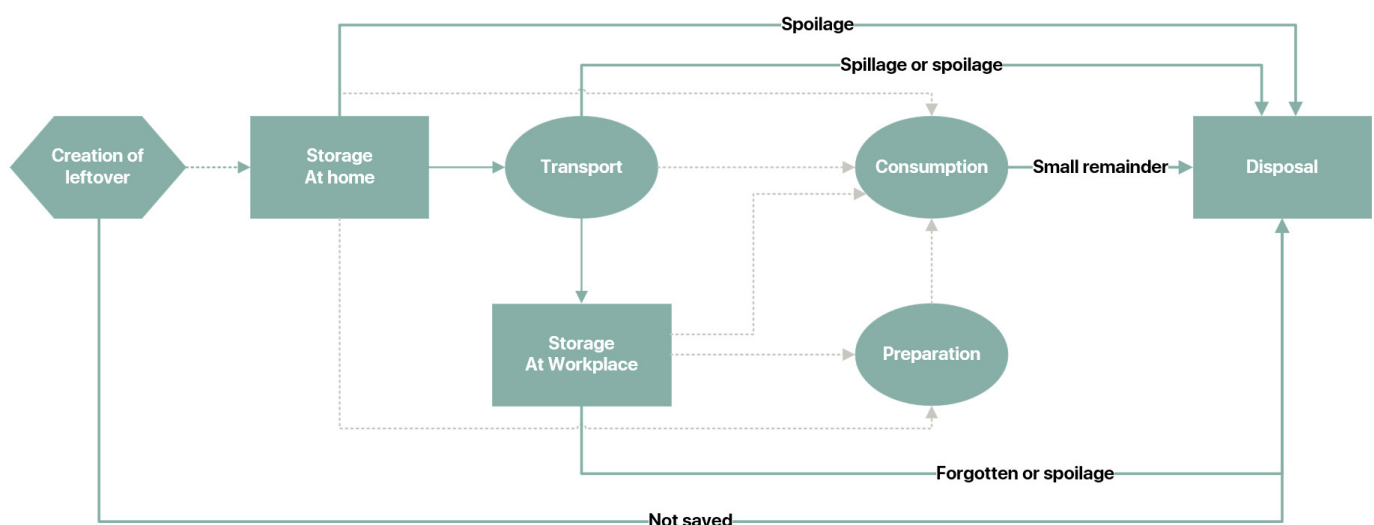 Spoilage
Spillage or spoilage
Creation of
leftover
Storage
At home
Transport
Consumption
Small remainder
Disposal
Storage
At Workplace
Preparation
Forgotten or spoilage
Not saved